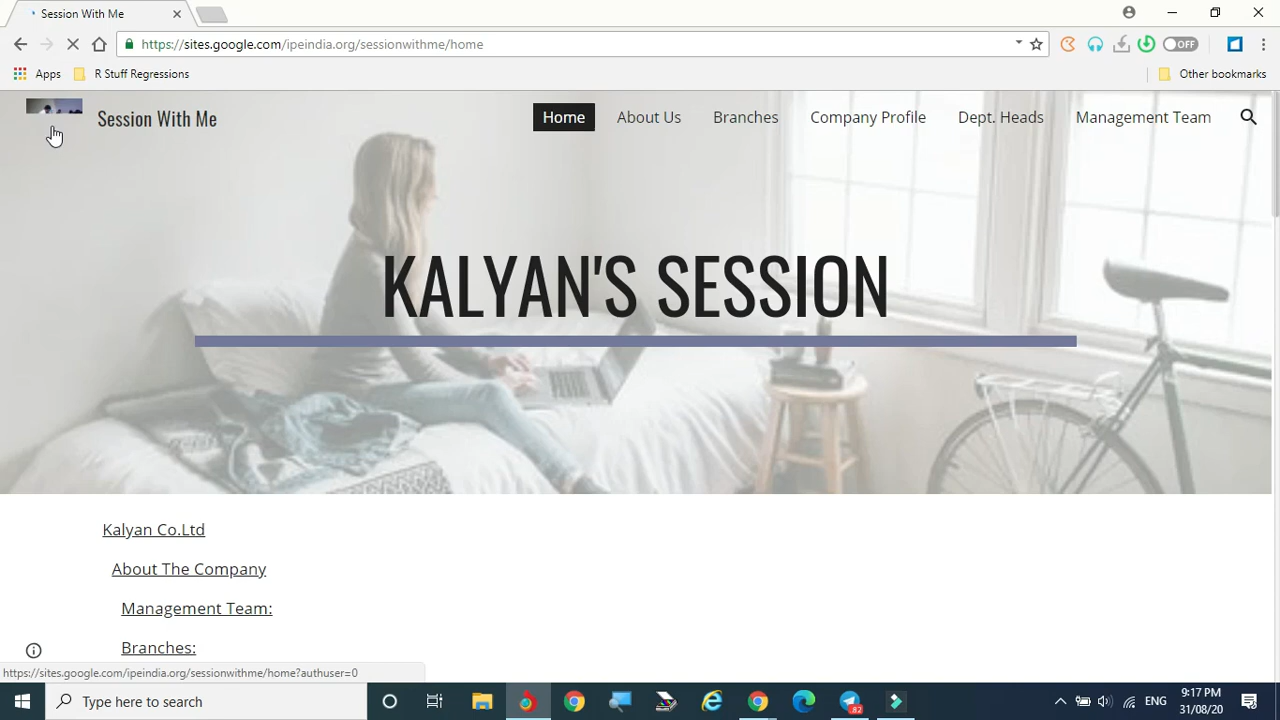 Session With Me
https://sites.google.com/ipeindia.org/sessionwithme/home
OFF
Apps
R Stuff Regressions
Other bookmarks
Session With Me
Home
About Us
Branches
Company Profile
Dept. Heads
Management Team
KALYAN'S SESSION
Kalyan Co.Ltd
About The Company
Management Team:
Branches:
https://sites.google.com/ipeindia.org/sessionwithme/home?authuser=0
Type here to search
82
ENG
9:17 PM
31/08/20